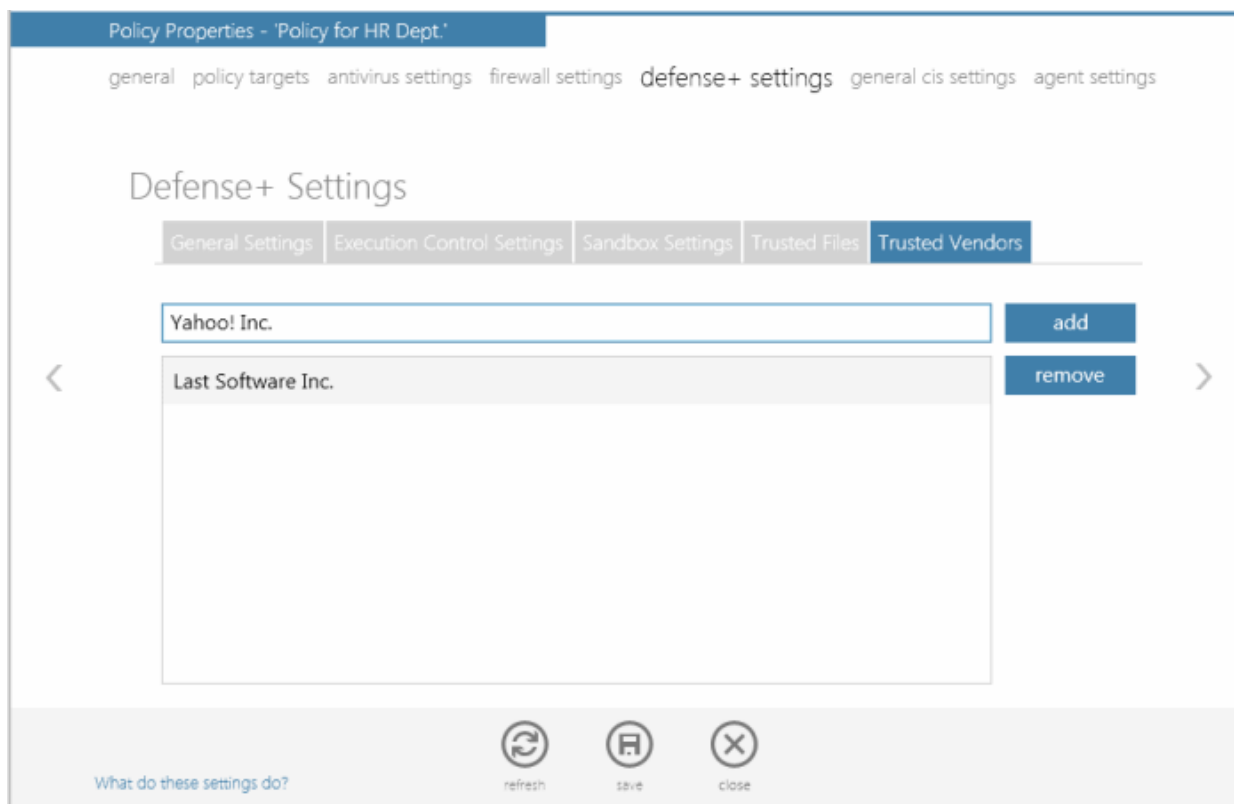 Policy Properties - 'Policy for HR Dept.'
general policy targets antivirus settings firewall settings defense+ settings general cis settings agent settings
Defense+ Settings
General Settings Execution Control Settings Sandbox Settings Trusted Files Trusted Vendors
Yahoo! Inc. add
Last Software Inc. remove
refresh save close
What do these settings do?